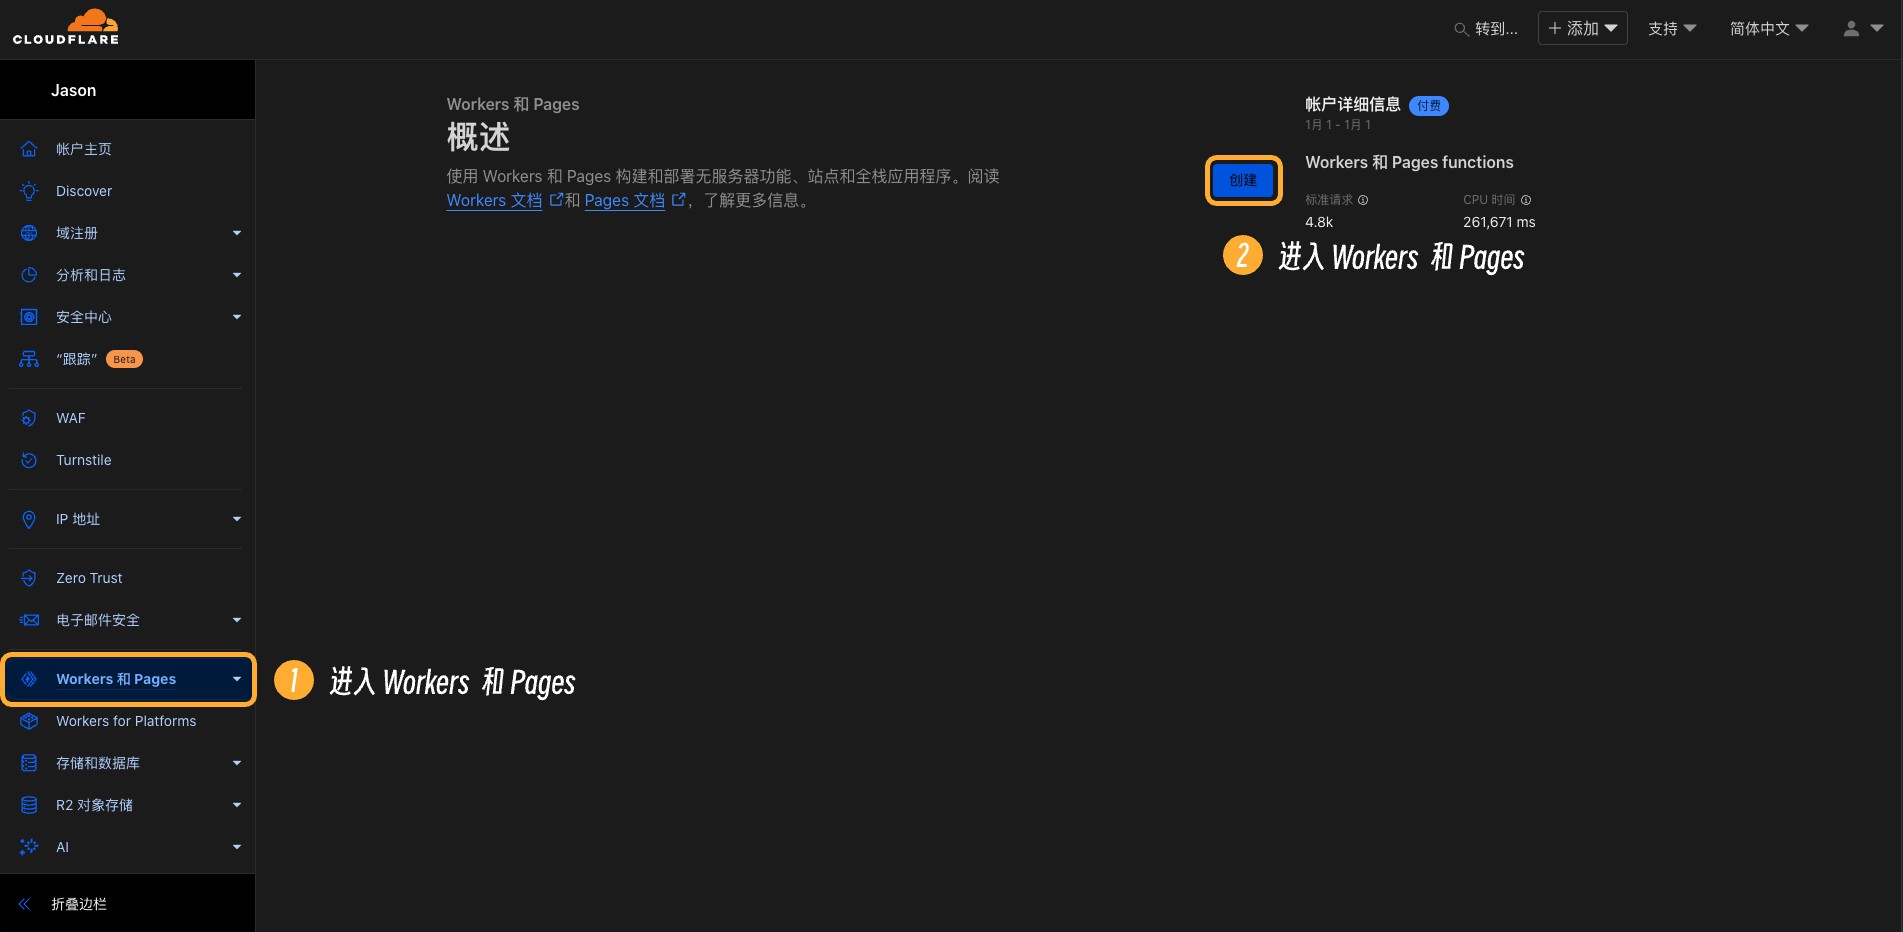 CLOUDFLARE
转到...
添加
支持
简体中文
Jason
帐户主页
Discover
域注册
分析和日志
安全中心
“跟踪” Beta
WAF
Turnstile
IP 地址
Zero Trust
电子邮件安全
Workers 和 Pages
Workers for Platforms
存储和数据库
R2 对象存储
AI
折叠边栏
Workers 和 Pages
概述
使用 Workers 和 Pages 构建和部署无服务器功能、站点和全栈应用程序。阅读
Workers 文档 和 Pages 文档，了解更多信息。
创建
帐户详细信息 付费
1月 1 - 1月 1
Workers 和 Pages functions
标准请求
4.8k
CPU 时间
261,671 ms
2 进入 Workers 和 Pages
1 进入 Workers 和 Pages